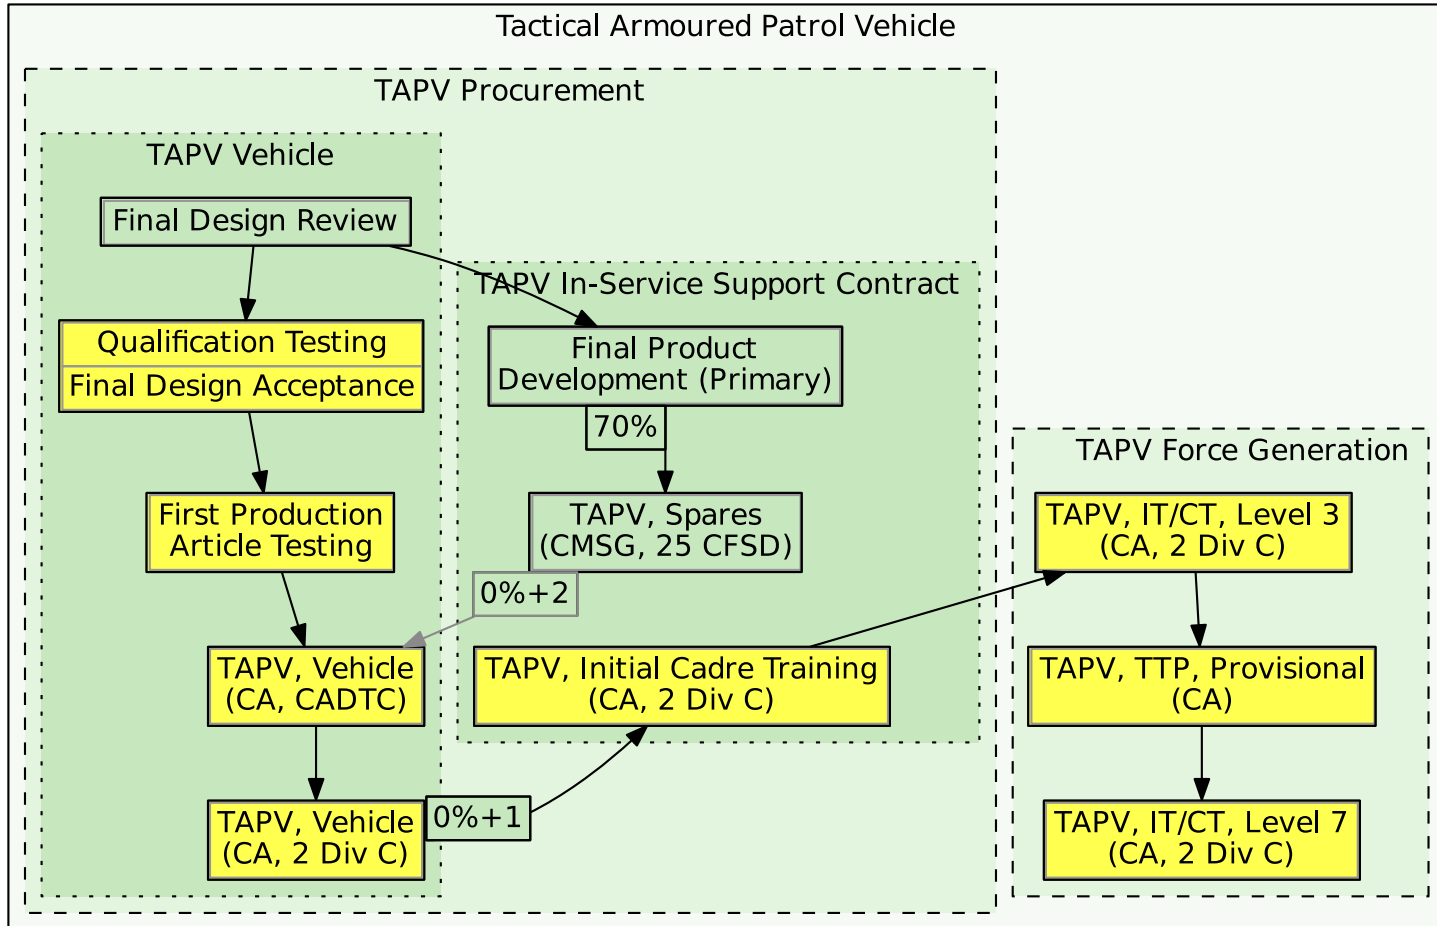 Tactical Armoured Patrol Vehicle
TAPV Procurement
TAPV Vehicle
Final Design Review
TAPV In-Service Support Contract
Qualification Testing
Final Design Acceptance
Final Product
Development (Primary)
70%
TAPV Force Generation
First Production
Article Testing
TAPV, Spares
(CMSG, 25 CFSD)
TAPV, IT/CT, Level 3
(CA, 2 Div C)
0%+2
TAPV, Vehicle
(CA, CADTC)
TAPV, Initial Cadre Training
(CA, 2 Div C)
TAPV, TTP, Provisional
(CA)
TAPV, Vehicle
(CA, 2 Div C)
0%+1
TAPV, IT/CT, Level 7
(CA, 2 Div C)